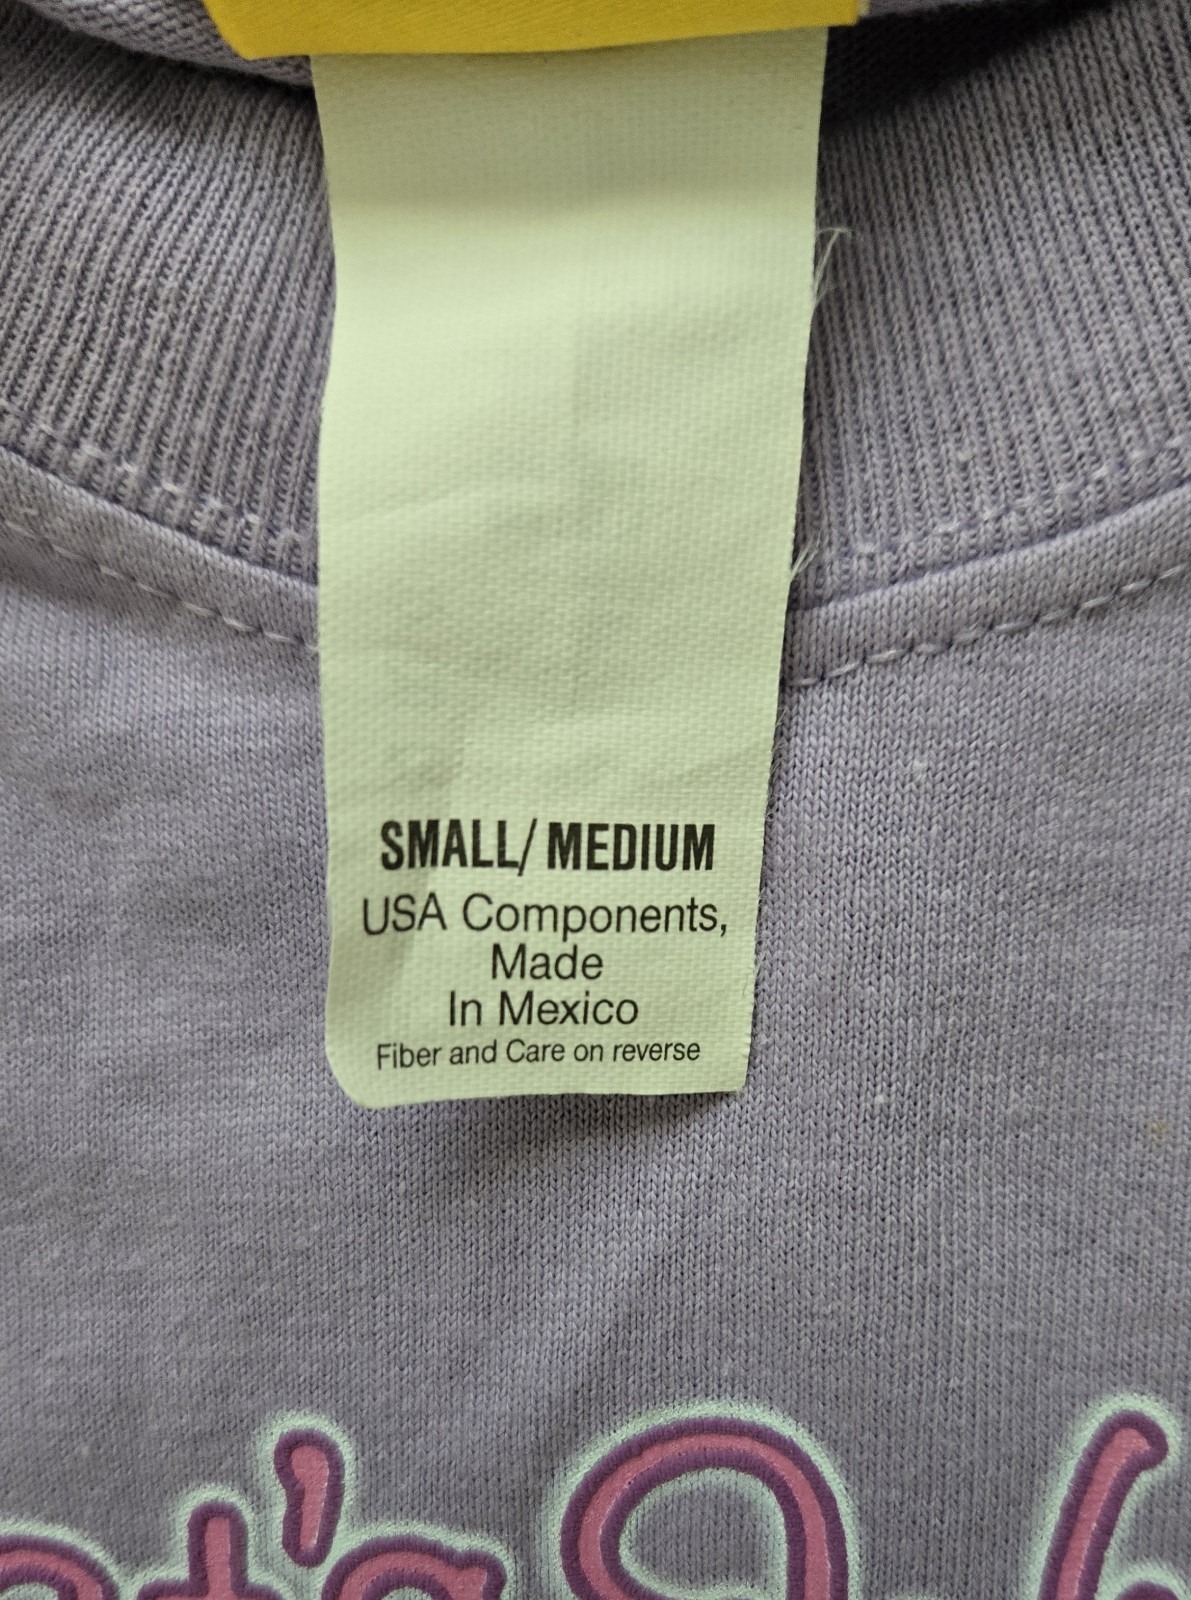 SMALL/ MEDIUM
USA Components,
Made
In Mexico
Fiber and Care on reverse